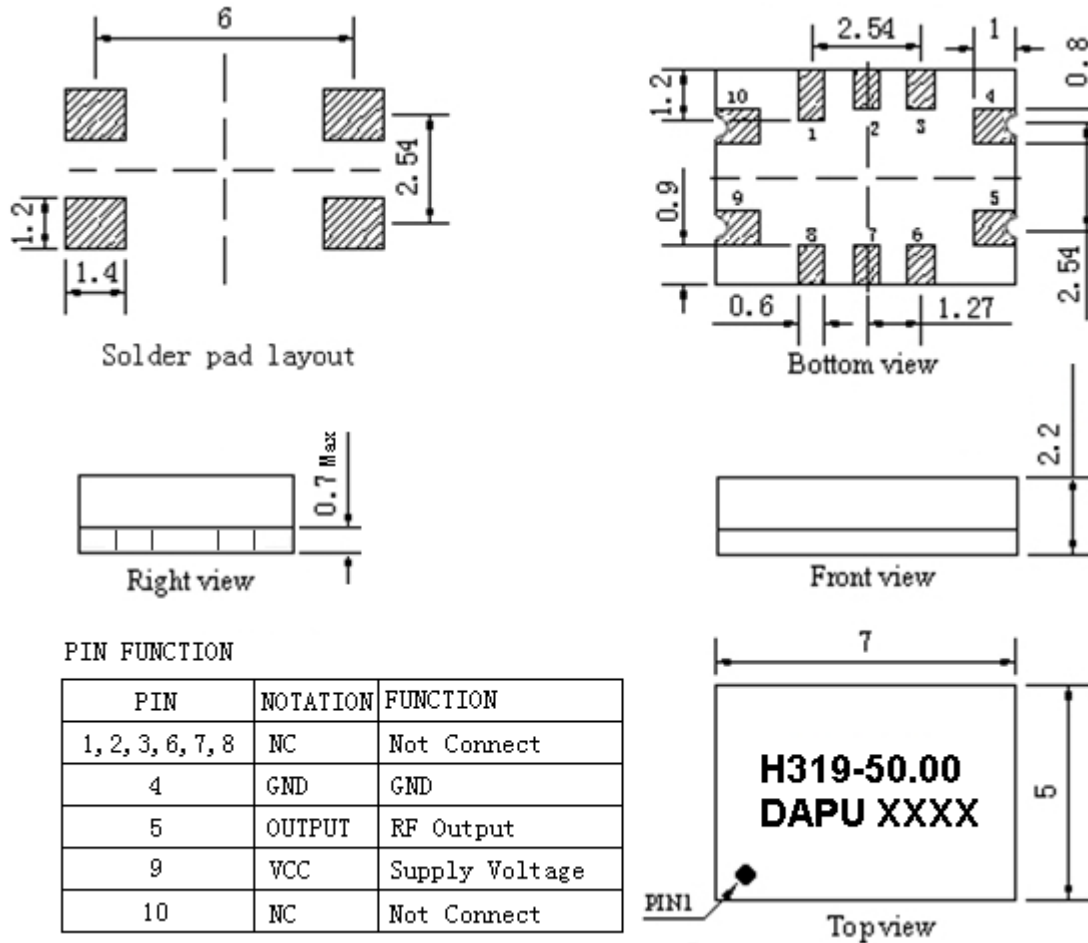 6
2.54
1.2
1.4
Solder pad layout
2.54
1
0.8
1.2
10
1
2
3
4
0.9
9
5
8
7
6
2.54
0.6
1.27
Bottom view
0.7 Max
Right view
2.2
Front view
PIN FUNCTION
PIN NOTATION FUNCTION
1,2,3,6,7,8 NC Not Connect
4 GND GND
5 OUTPUT RF Output
9 VCC Supply Voltage
10 NC Not Connect
7
H319-50.00
DAPU XXXX
5
PIN1
Top view